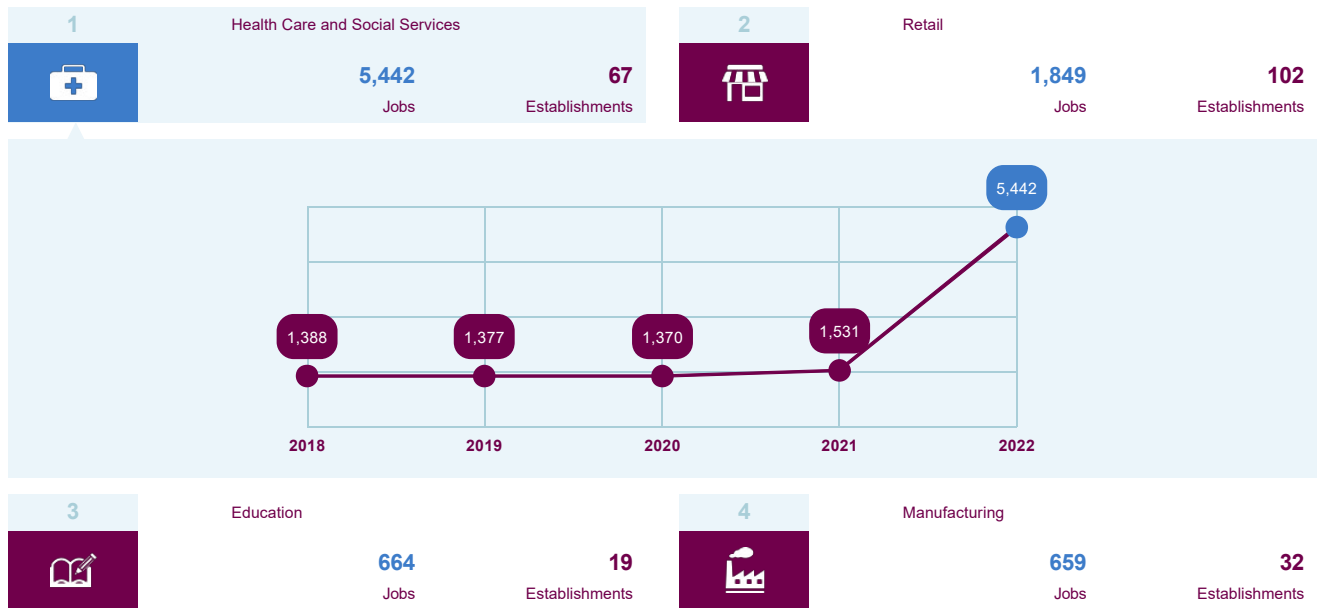 1
Health Care and Social Services
5,442
67
Jobs
Establishments
2
Retail
1,849
102
Jobs
Establishments
5,442
1,388
1,377
1,370
1,531
2018
2019
2020
2021
2022
3
Education
664
19
Jobs
Establishments
4
Manufacturing
659
32
Jobs
Establishments